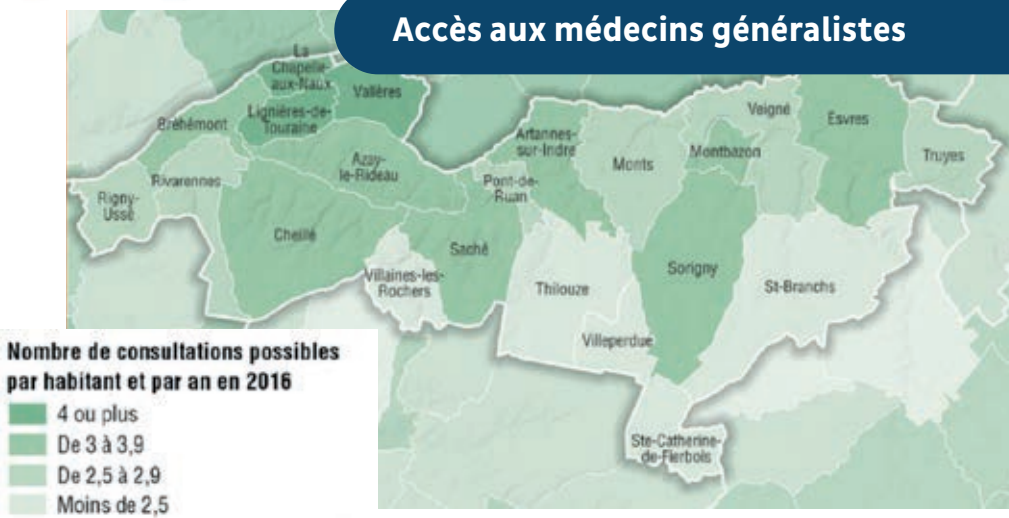 Accès aux médecins généralistes
La
Chapelle-
aux-Naux
Vallères
Bréhémont
Lignières-de-
Touraine
Rigny-
Ussé
Rivarennes
Azay-
le-Rideau
Cheillé
Villaines-les-
Rochers
Saché
Pont-de-
Ruan
Artannes-
sur-Indre
Thilouze
Monts
Villeperdue
Montbazon
Veigné
Sorigny
Esvres
Truyes
St-Branchs
Ste-Catherine-
de-Fierbois
Nombre de consultations possibles
par habitant et par an en 2016
4 ou plus
De 3 à 3,9
De 2,5 à 2,9
Moins de 2,5